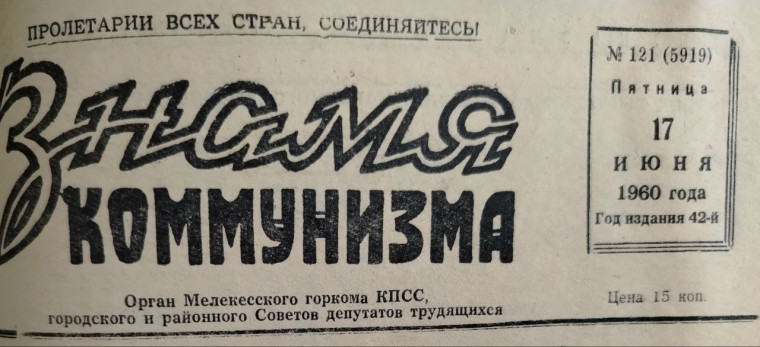 ПРОЛЕТАРИИ ВСЕХ СТРАН, СОЕДИНЯЙТЕСЬ!
Знамя
КОММУНИЗМА
Орган Мелекесского горкома КПСС,
городского и районного Советов депутатов трудящихся
№ 121 (5919)
Пятница
17
ИЮНЯ
1960 года
Год издания 42-й
Цена 15 коп.